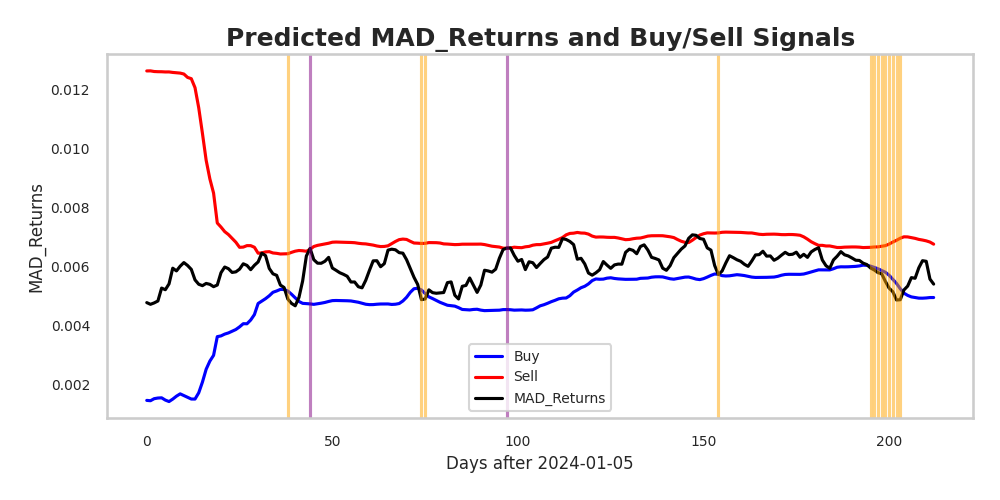 Predicted MAD_Returns and Buy/Sell Signals
MAD_Returns
0.012
0.010
0.008
0.006
0.004
0.002
Buy
Sell
MAD_Returns
0 50 100 150 200
Days after 2024-01-05